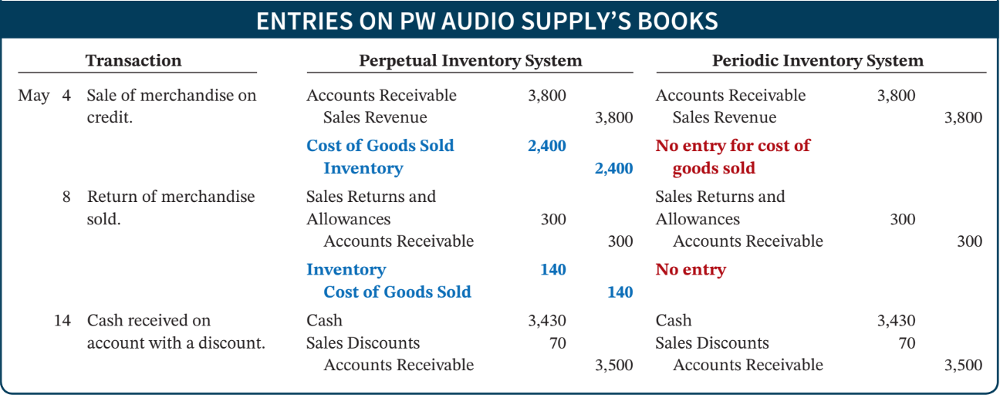 ENTRIES ON PW AUDIO SUPPLY'S BOOKS
Transaction Perpetual Inventory System Periodic Inventory System
May 4 Sale of merchandise on Accounts Receivable 3,800 Accounts Receivable 3,800
credit. Sales Revenue 3,800 Sales Revenue 3,800
Cost of Goods Sold 2,400 No entry for cost of
Inventory 2,400 goods sold
8 Return of merchandise Sales Returns and Sales Returns and
sold. Allowances 300 Allowances 300
Accounts Receivable 300 Accounts Receivable 300
Inventory 140 No entry
Cost of Goods Sold 140
14 Cash received on Cash 3,430 Cash 3,430
account with a discount. Sales Discounts 70 Sales Discounts 70
Accounts Receivable 3,500 Accounts Receivable 3,500